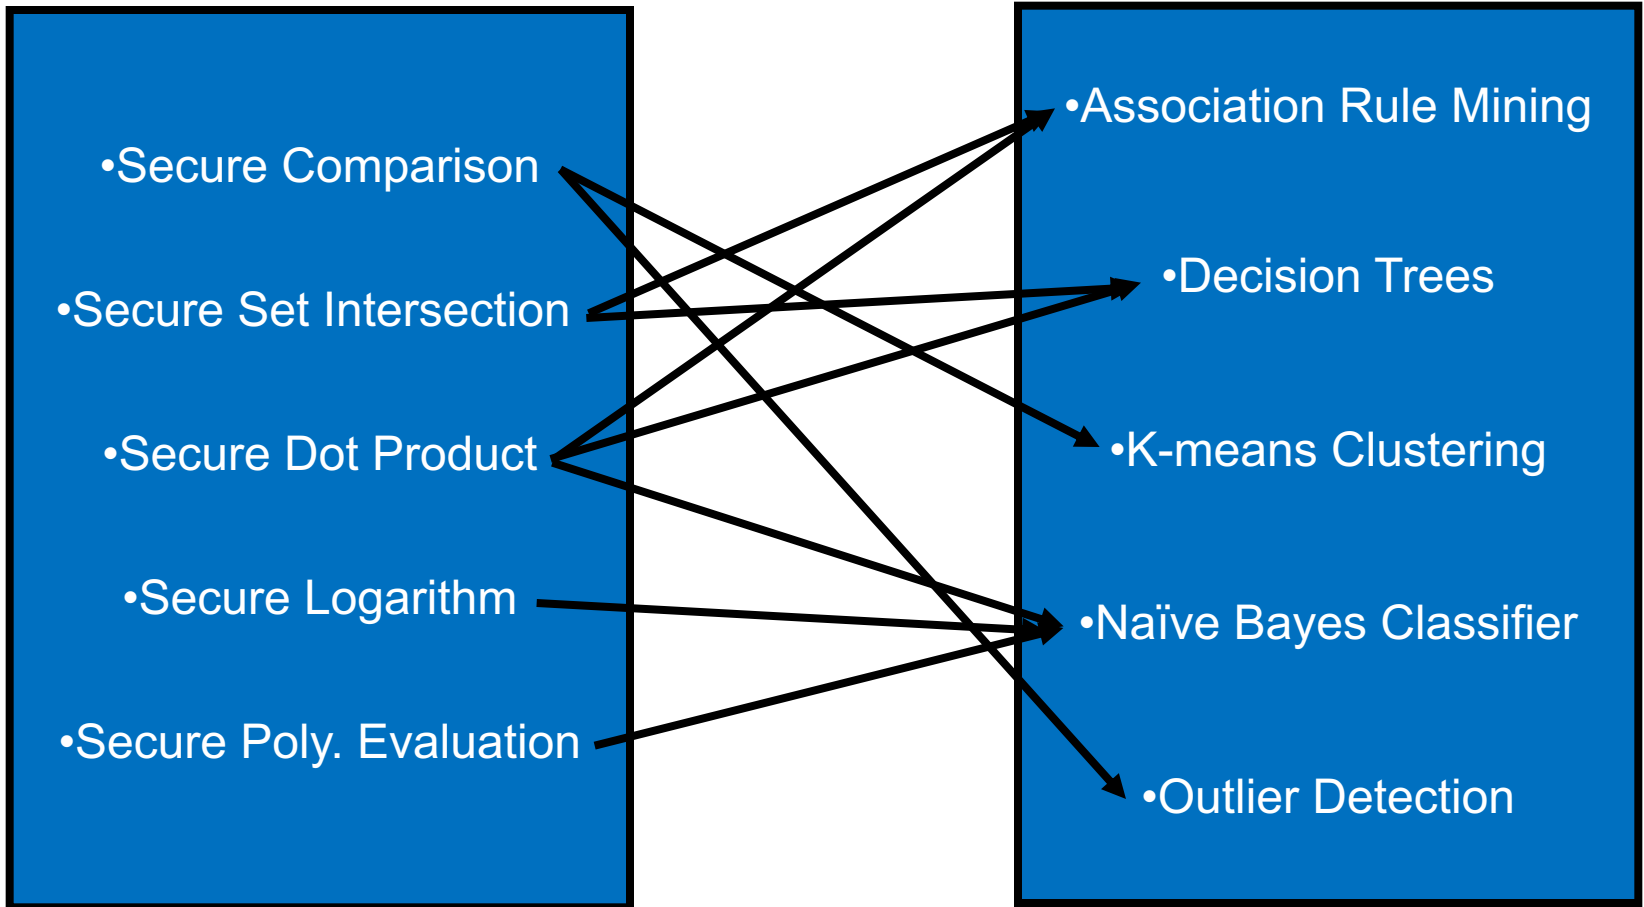 •Secure Comparison
•Secure Set Intersection
•Secure Dot Product
•Secure Logarithm
•Secure Poly. Evaluation
•Association Rule Mining
•Decision Trees
•K-means Clustering
•Naïve Bayes Classifier
•Outlier Detection